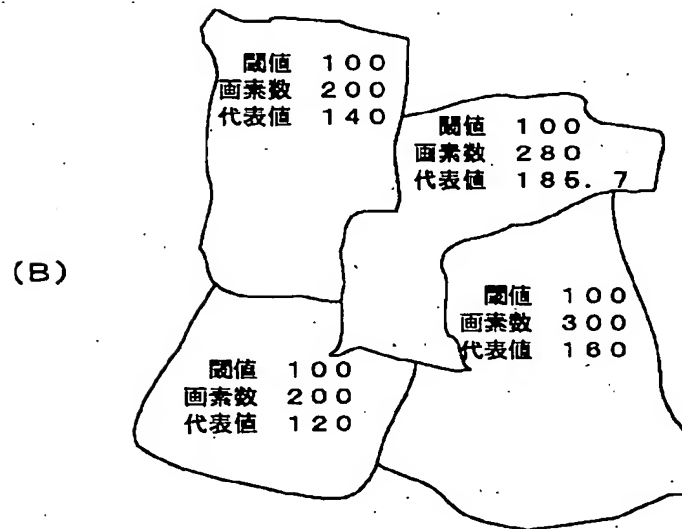 閾値 100
画素数 200
代表値 140
閾値 100
画素数 280
代表値 185.7
(B)
閾値 100
画素数 300
代表値 160
閾値 100
画素数 200
代表値 120